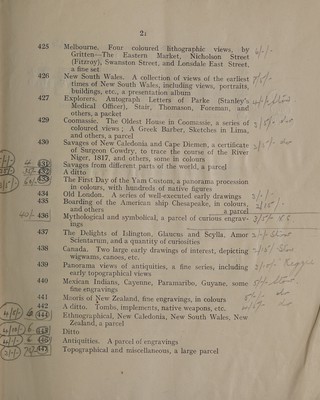 21
425 Melbourne. Four coloured lithographic views, by
Gritten—The Eastern Market, Nicholson Street
(Fitzroy), Swanston Street, and Lonsdale East Street,
a fine set
426 New South Wales. A collection of views of the earliest
times of New South Wales, including views, portraits,
buildings, etc., a presentation album
427 Explorers. Autograph Letters of Parke (Stanley's
Medical Officer), Stair, Thomason, Foreman, and
others, a packet
429 Coomassie. The Oldest House in Coomassie, a series of
coloured views; A Greek Barber, Sketches in Lima,
and others, a parcel
430 Savages of New Caledonia and Cape Diemen, a certificate
of Surgeon Cowdry, to trace the course of the River
Niger, 1817, and others, some in colours
431 Savages from different parts of the world, a parcel
432 A ditto
433 The First Day of the Yam Custom, a panorama procession
in colours, with hundreds of native figures
434 Old London. A series of well-executed early drawings
435 Boarding of the American ship Chesapeake, in colours,
and others a parcel
436 Mythological and symbolical, a parcel of curious engrav-
ings
437 The Delights of Islington, Glaucus and Scylla, Amor
Scientarum, and a quantity of curiosities
438 Canada. Two large early drawings of interest, depicting
wigwams, canoes, etc.
439 Panorama views of antiquities, a fine series, including
early topographical views
440 Mexican Indians, Cayenne, Paramaribo, Guyane, some
fine engravings
441 Mooris of New Zealand, fine engravings, in colours
442 A ditto. Tombs, implements, native weapons, etc.
444 Ethnographical, New Caledonia, New South Wales, New
Zealand, a parcel
Ditto
Antiquities. A parcel of engravings
Topographical and miscellaneous, a large parcel